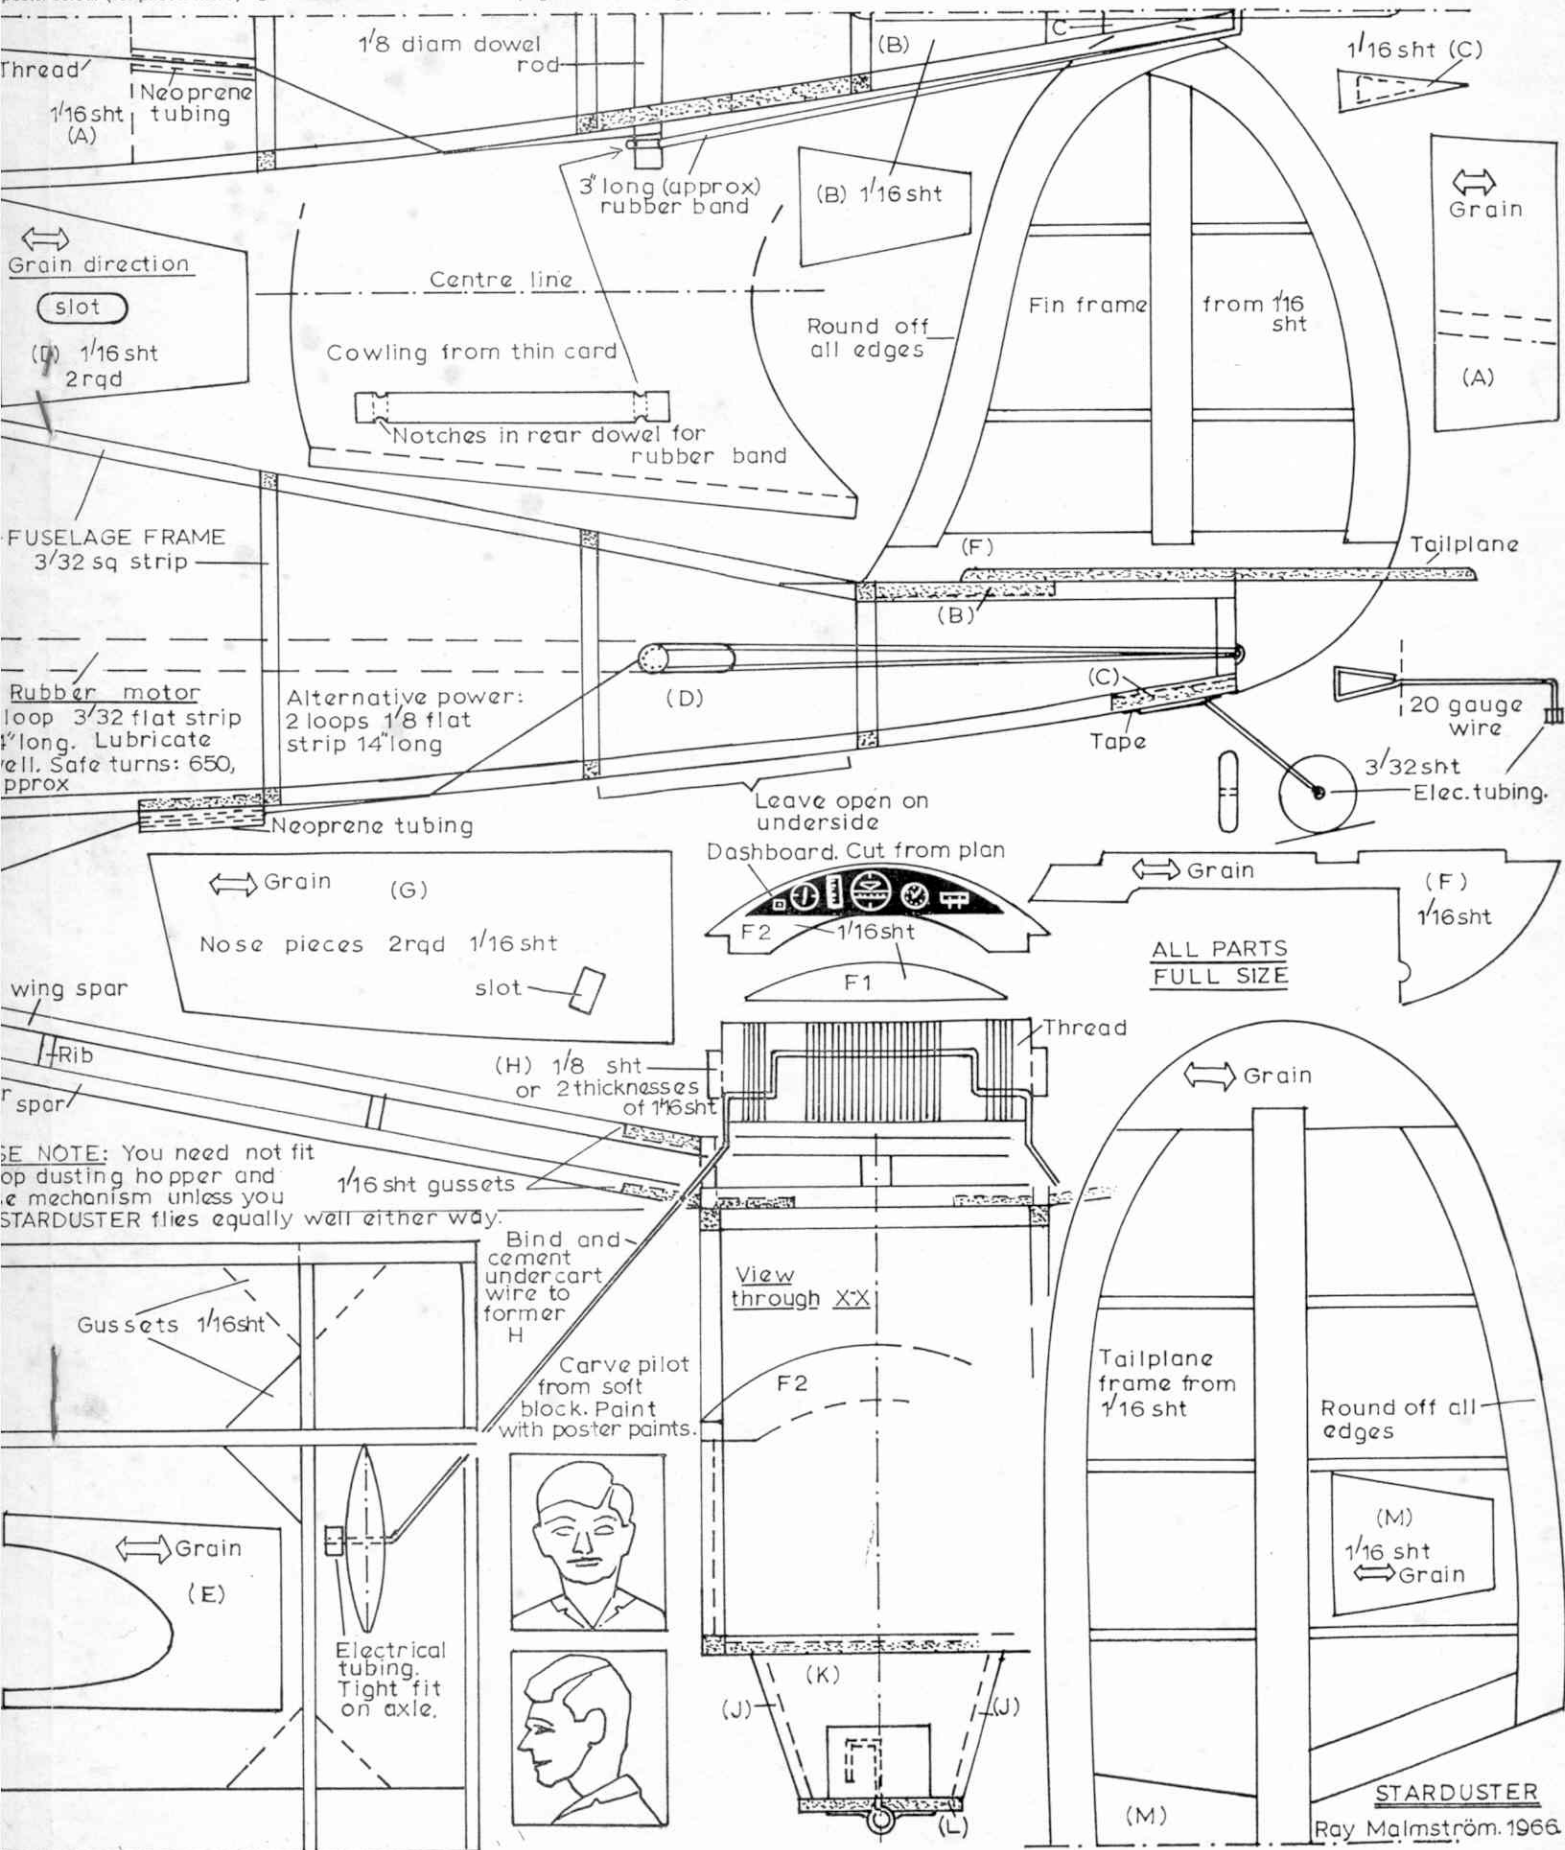 1/8 diam dowel
rod
(B)
C
1/16 sht (C)
Thread
Neoprene
tubing
1/16 sht
(A)
3" long (approx)
rubber band
(B) 1/16 sht
Grain
(A)
Grain direction
slot
(D) 1/16 sht
2 rqd
Centre line
Cowling from thin card
Notches in rear dowel for
rubber band
Round off
all edges
Fin frame from 1/16
sht
FUSELAGE FRAME
3/32 sq strip
(F)
Tailplane
(B)
Rubber motor
loop 3/32 flat strip
4" long. Lubricate
ell. Safe turns: 650,
pprox
Alternative power:
2 loops 1/8 flat
strip 14" long
(D)
(C)
Tape
20 gauge
wire
3/32 sht
Elec. tubing.
Neoprene tubing
Leave open on
underside
Dashboard. Cut from plan
F2
1/16 sht
F1
Grain
(F)
1/16 sht
ALL PARTS
FULL SIZE
Grain
(G)
Nose pieces 2rqd 1/16 sht
slot
wing spar
Rib
r spar
(H) 1/8 sht
or 2 thicknesses
of 1/16 sht
Thread
Grain
SE NOTE: You need not fit
op dusting hopper and
e mechanism unless you
STARDUSTER flies equally well either way.
1/16 sht gussets
Bind and
cement
undercart
wire to
former
H
View
through X-X
Gussets 1/16 sht
Carve pilot
from soft
block. Paint
with poster paints.
F2
Tailplane
frame from
1/16 sht
Round off all
edges
(M)
1/16 sht
Grain
Grain
(E)
Electrical
tubing.
Tight fit
on axle.
(K)
(J)
(J)
(L)
(M)
STARDUSTER
Ray Malmström. 1966